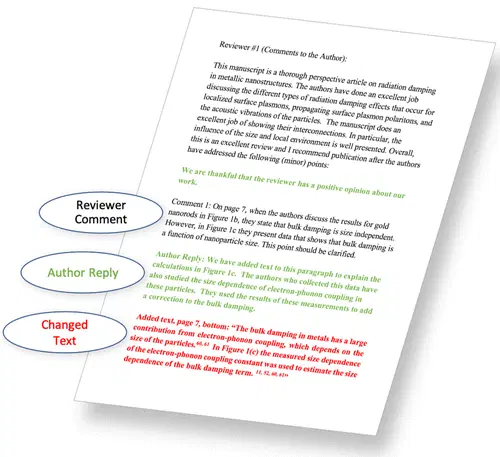 Reviewer #1 (Comments to the Author):
This manuscript is a thorough perspective article on radiation damping
in metallic nanostructures. The authors have done an excellent job
discussing the different types of radiation damping effects that occur for
localized surface plasmons, propagating surface plasmon polaritons, and
the acoustic vibrations of the particles. The manuscript does an
excellent job of showing their interconnections. In particular, the
influence of the size and local environment is well presented. Overall,
this is an excellent review and I recommend publication after the authors
have addressed the following (minor) points:
We are thankful that the reviewer has a positive opinion about our
work.
Reviewer
Comment
Comment 1: On page 7, when the authors discuss the results for gold
nanorods in Figure 1b, they state that bulk damping is size independent.
However, in Figure 1c they present data that shows that bulk damping is
a function of nanoparticle size. This point should be clarified.
Author Reply
Author Reply: We have added text to this paragraph to explain the
calculations in Figure 1c. The authors who collected this data have
also studied the size dependence of electron-phonon coupling in
these particles. They used the results of these measurements to add
a correction to the bulk damping.
Changed
Text
Added text, page 7, bottom: "The bulk damping in metals has a large
contribution from electron-phonon coupling, which depends on the
size of the particles.60,61 In Figure 1(c) the measured size dependence
of the electron-phonon coupling constant was used to estimate the size
dependence of the bulk damping term. 11, 52, 60, 61"